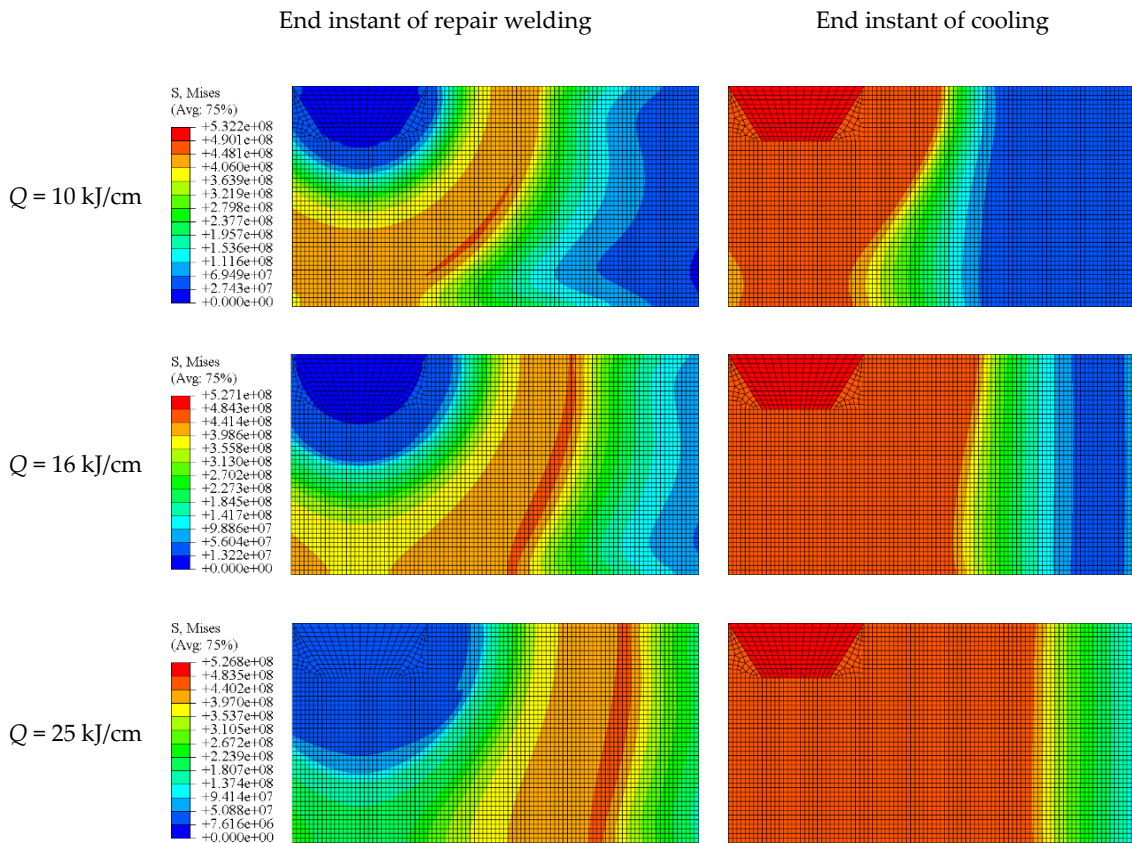 End instant of repair welding
End instant of cooling
S, Mises
(Avg: 75%)
+5.322e+08
+4.901e+08
+4.481e+08
+4.060e+08
+3.639e+08
+3.219e+08
+2.798e+08
+2.377e+08
+1.957e+08
+1.536e+08
+1.116e+08
+6.949e+07
+2.743e+07
+0.000e+00
Q = 10 kJ/cm
S, Mises
(Avg: 75%)
+5.271e+08
+4.843e+08
+4.414e+08
+3.986e+08
+3.558e+08
+3.130e+08
+2.702e+08
+2.273e+08
+1.845e+08
+1.417e+08
+9.886e+07
+5.604e+07
+1.322e+07
+0.000e+00
Q = 16 kJ/cm
S, Mises
(Avg: 75%)
+5.268e+08
+4.835e+08
+4.402e+08
+3.970e+08
+3.537e+08
+3.105e+08
+2.672e+08
+2.239e+08
+1.807e+08
+1.374e+08
+9.414e+07
+5.088e+07
+7.616e+06
+0.000e+00
Q = 25 kJ/cm